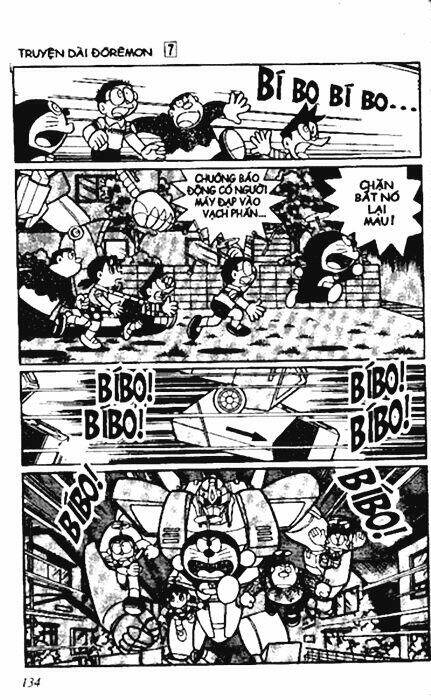 TRUYỆN DÀI ĐÔRÊMON 7
BÍ BO BÍ BO...
CHUÔNG BÁO
ĐỘNG CÓ NGƯỜI
MÁY ĐẠP VÀO
VẠCH PHẤN...
CHẶN
BẮT NÓ
LẠI
MAU!
BÍBO!
BÍBO!
BÍBO!
BÍBO!
BÍBO!
BÍBO!
134